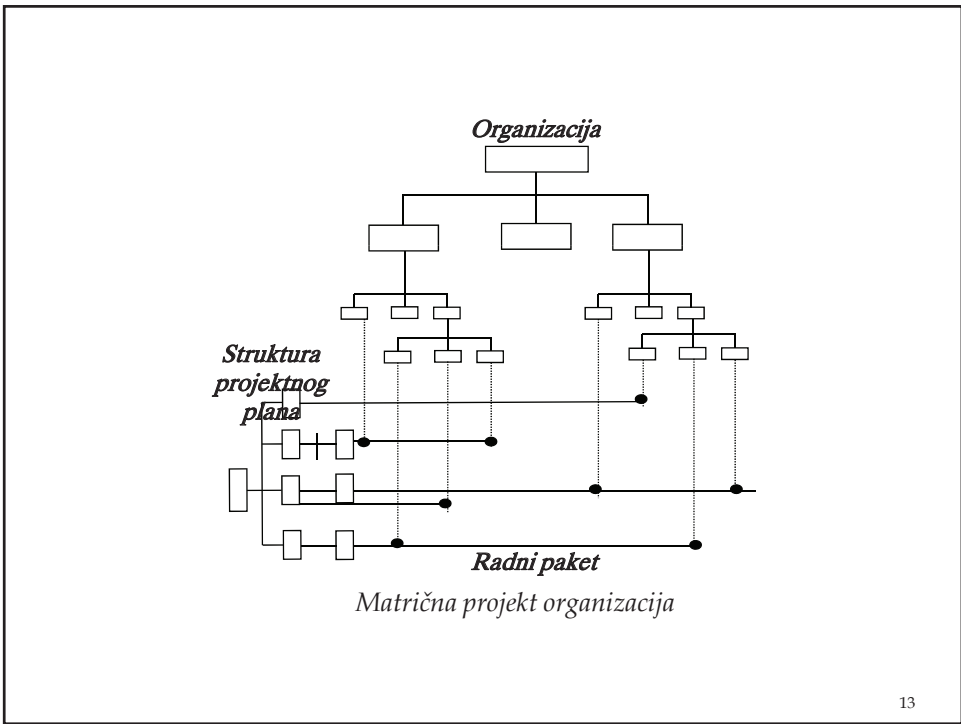 Organizacija
Struktura
projektnog
plana
Radni paket
Matrična projekt organizacija
13